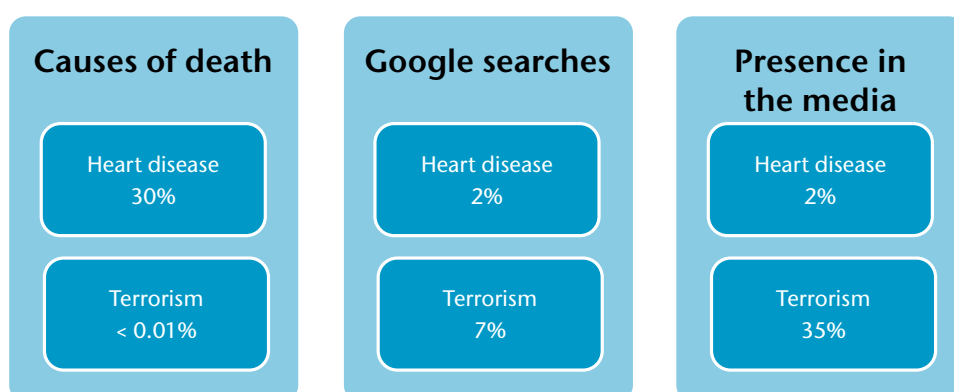 Causes of death
Heart disease
30%
Terrorism
< 0.01%
Google searches
Heart disease
2%
Terrorism
7%
Presence in
the media
Heart disease
2%
Terrorism
35%